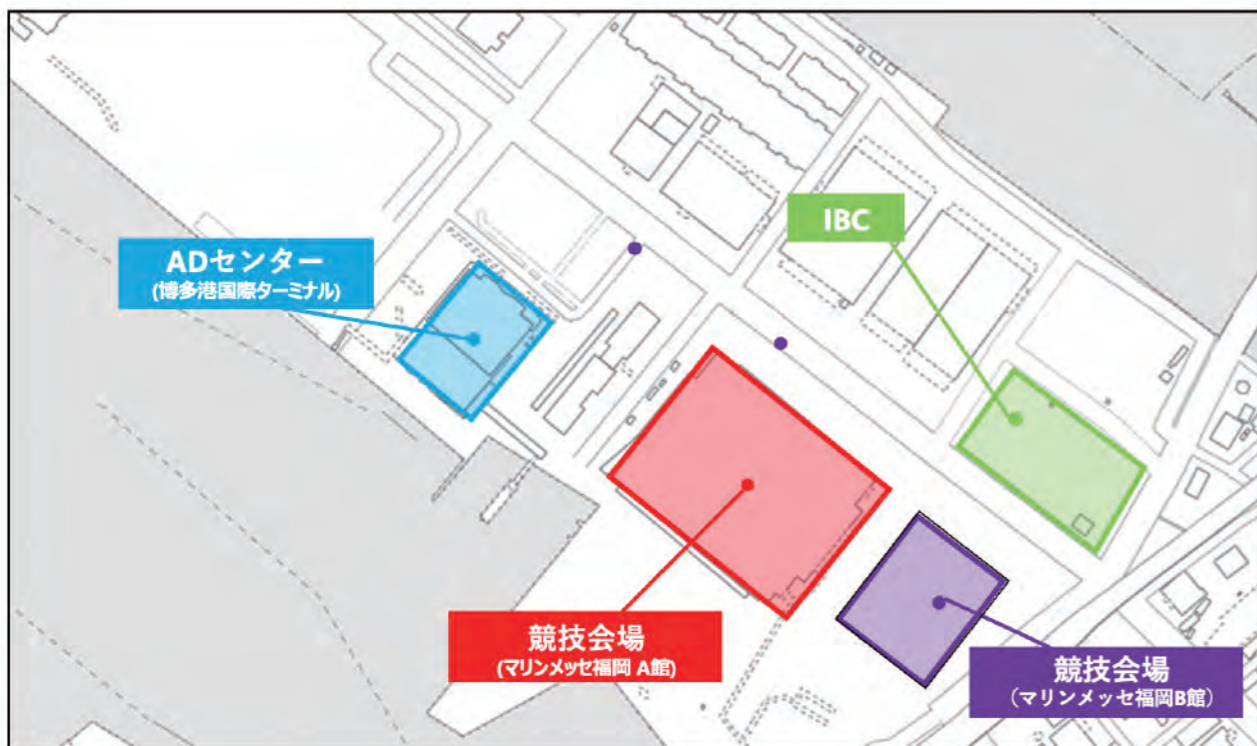 IBC
ADセンター
(博多港国際ターミナル)
競技会場
(マリンメッセ福岡 A館)
競技会場
（マリンメッセ福岡B館）